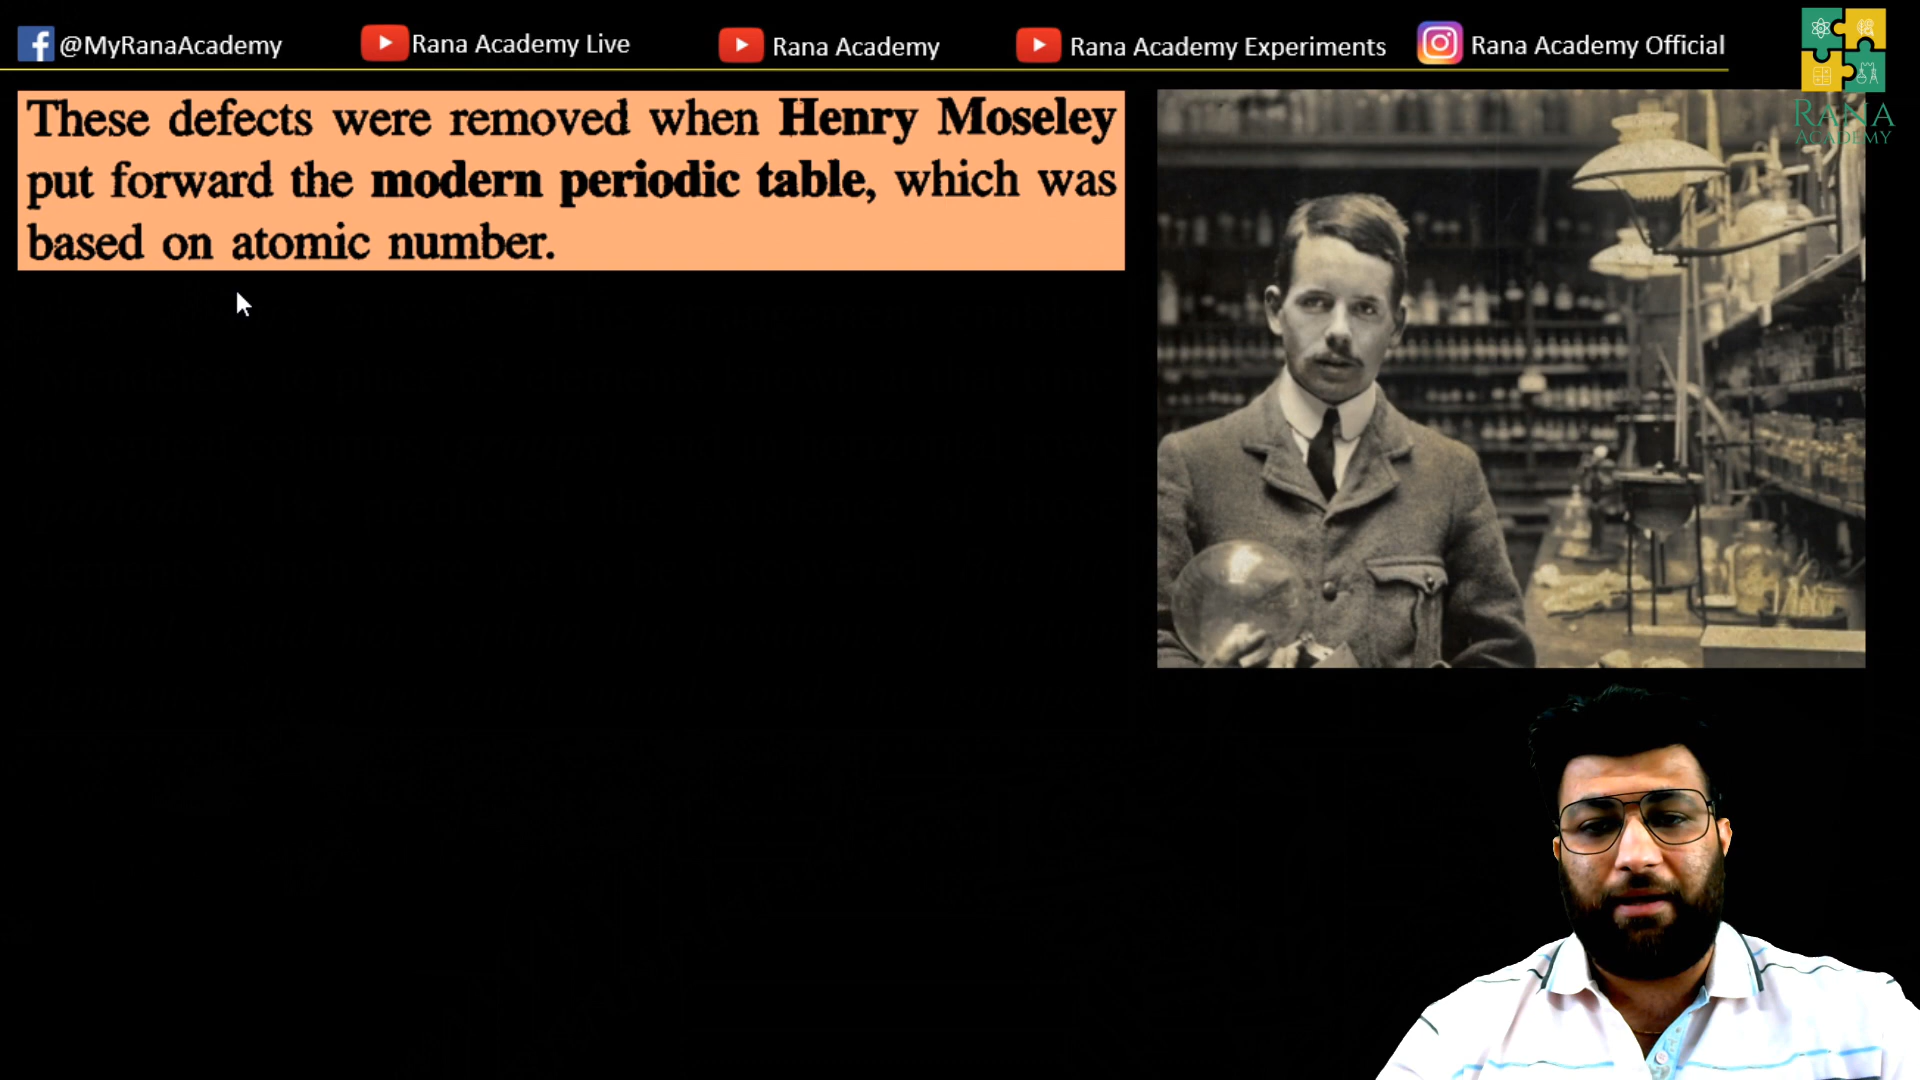 @MyRanaAcademy
Rana Academy Live
Rana Academy
Rana Academy Experiments
Rana Academy Official
RANA
ACADEMY
These defects were removed when Henry Moseley
put forward the modern periodic table, which was
based on atomic number.